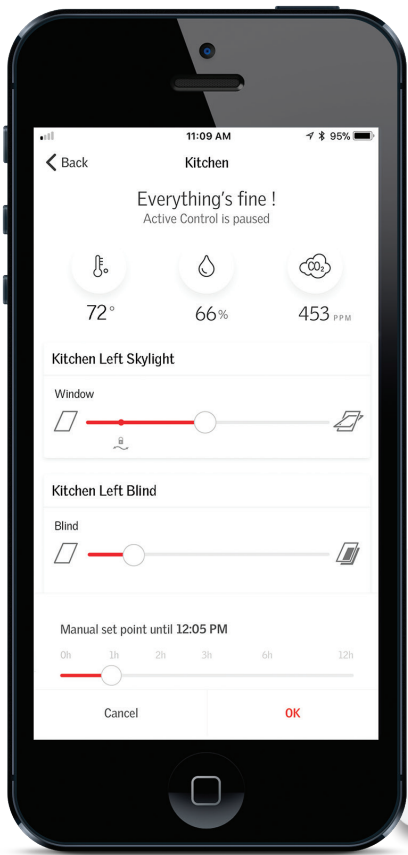 11:09 AM
95%
Back
Kitchen
Everything's fine !
Active Control is paused
CO₂
72°
66%
453 PPM
Kitchen Left Skylight
Window
Kitchen Left Blind
Blind
Manual set point until 12:05 PM
0h 1h 2h 3h 6h 12h
Cancel
OK